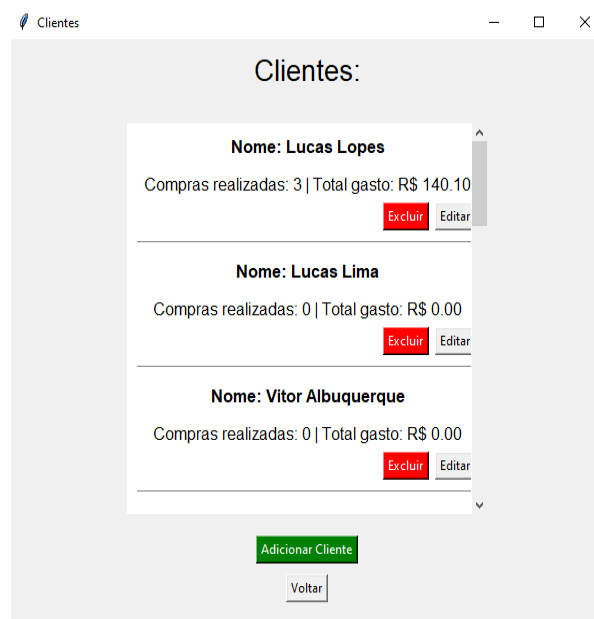 Clientes
Clientes:
Nome: Lucas Lopes
Compras realizadas: 3 | Total gasto: R$ 140.10
Excluir Editar
Nome: Lucas Lima
Compras realizadas: 0 | Total gasto: R$ 0.00
Excluir Editar
Nome: Vitor Albuquerque
Compras realizadas: 0 | Total gasto: R$ 0.00
Excluir Editar
Adicionar Cliente
Voltar